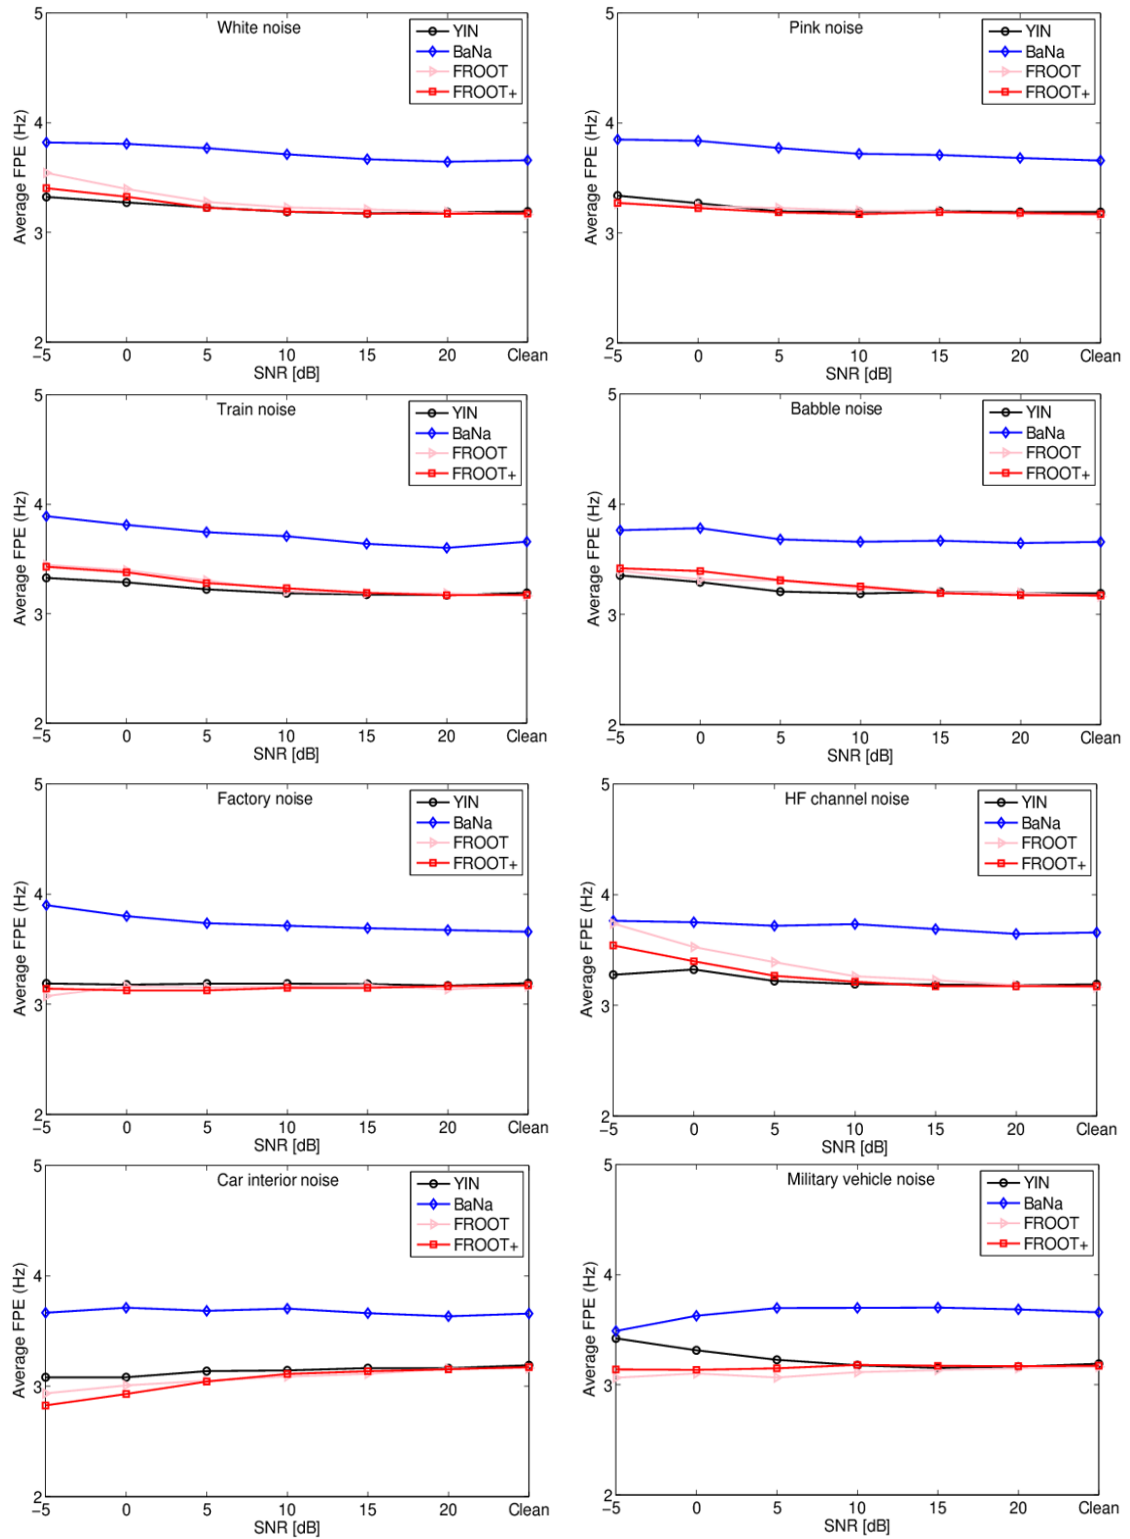 White noise
YIN
BaNa
FROOT
FROOT+
Average FPE (Hz)
5
4
3
2
−5 0 5 10 15 20 Clean
SNR [dB]
Pink noise
YIN
BaNa
FROOT
FROOT+
Average FPE (Hz)
5
4
3
2
−5 0 5 10 15 20 Clean
SNR [dB]
Train noise
YIN
BaNa
FROOT
FROOT+
Average FPE (Hz)
5
4
3
2
−5 0 5 10 15 20 Clean
SNR [dB]
Babble noise
YIN
BaNa
FROOT
FROOT+
Average FPE (Hz)
5
4
3
2
−5 0 5 10 15 20 Clean
SNR [dB]
Factory noise
YIN
BaNa
FROOT
FROOT+
Average FPE (Hz)
5
4
3
2
−5 0 5 10 15 20 Clean
SNR [dB]
HF channel noise
YIN
BaNa
FROOT
FROOT+
Average FPE (Hz)
5
4
3
2
−5 0 5 10 15 20 Clean
SNR [dB]
Car interior noise
YIN
BaNa
FROOT
FROOT+
Average FPE (Hz)
5
4
3
2
−5 0 5 10 15 20 Clean
SNR [dB]
Military vehicle noise
YIN
BaNa
FROOT
FROOT+
Average FPE (Hz)
5
4
3
2
−5 0 5 10 15 20 Clean
SNR [dB]